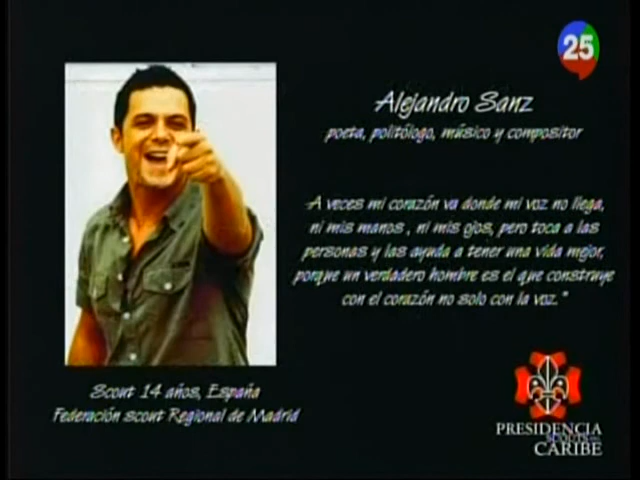 25
Alejandro Sanz
poeta, politólogo, músico y compositor
"A veces mi corazón va donde mi voz no llega,
ni mis manos , ni mis ojos, pero toca a las
personas y las ayuda a tener una vida mejor,
porque un verdadero hombre es el que construye
con el corazón no solo con la voz."
Scout 14 años, España
Federación scout Regional de Madrid
PRESIDENCIA
SCOUTS DEL
CARIBE